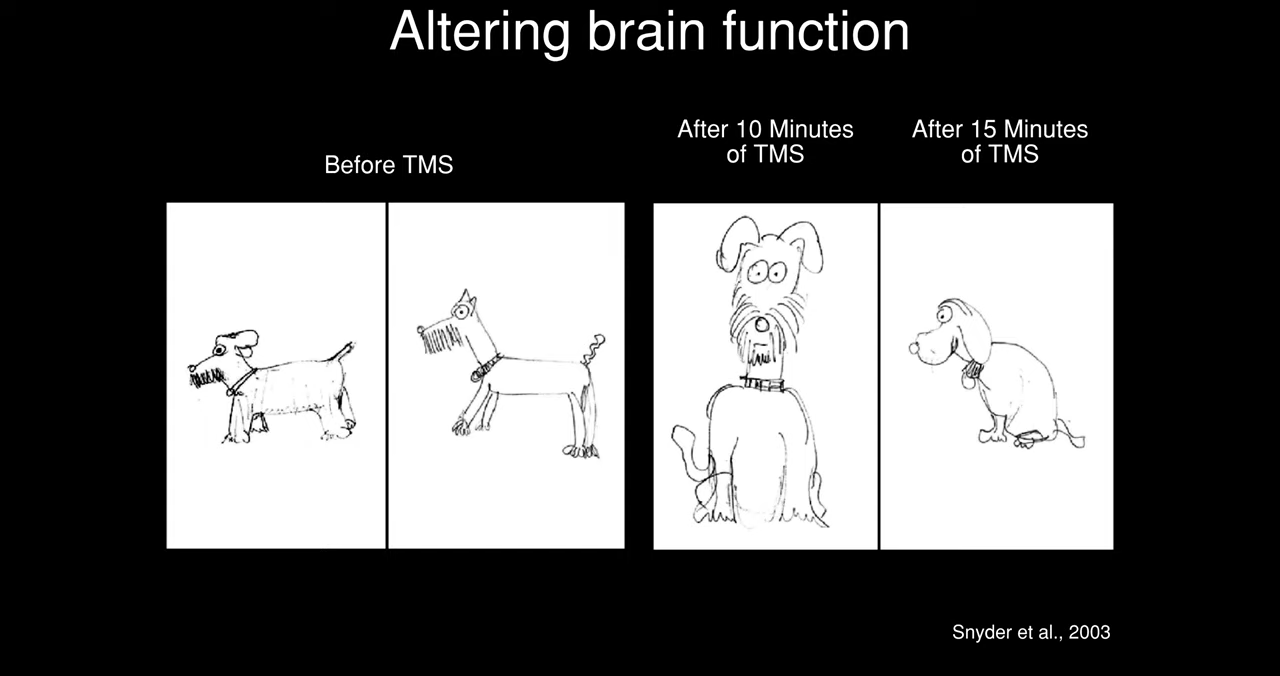 Altering brain function
Before TMS
After 10 Minutes
of TMS
After 15 Minutes
of TMS
Snyder et al., 2003